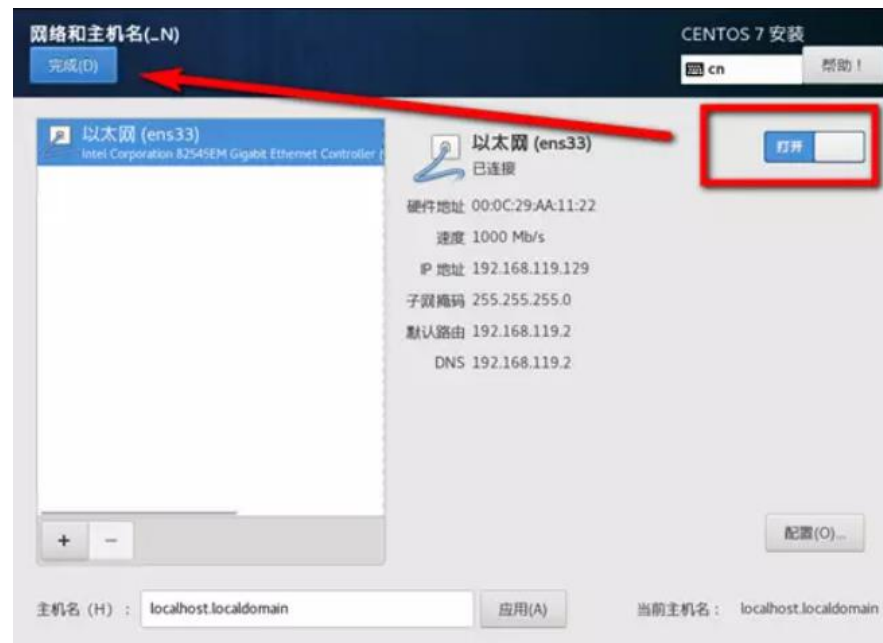 网络和主机名(_N)
CENTOS 7 安装
完成(D)
cn
帮助！
以太网 (ens33)
Intel Corporation 82545EM Gigabit Ethernet Controller (
以太网 (ens33)
已连接
打开
硬件地址 00:0C:29:AA:11:22
速度 1000 Mb/s
IP 地址 192.168.119.129
子网掩码 255.255.255.0
默认路由 192.168.119.2
DNS 192.168.119.2
+ −
配置(O)...
主机名（H）： localhost.localdomain
应用(A)
当前主机名： localhost.localdomain